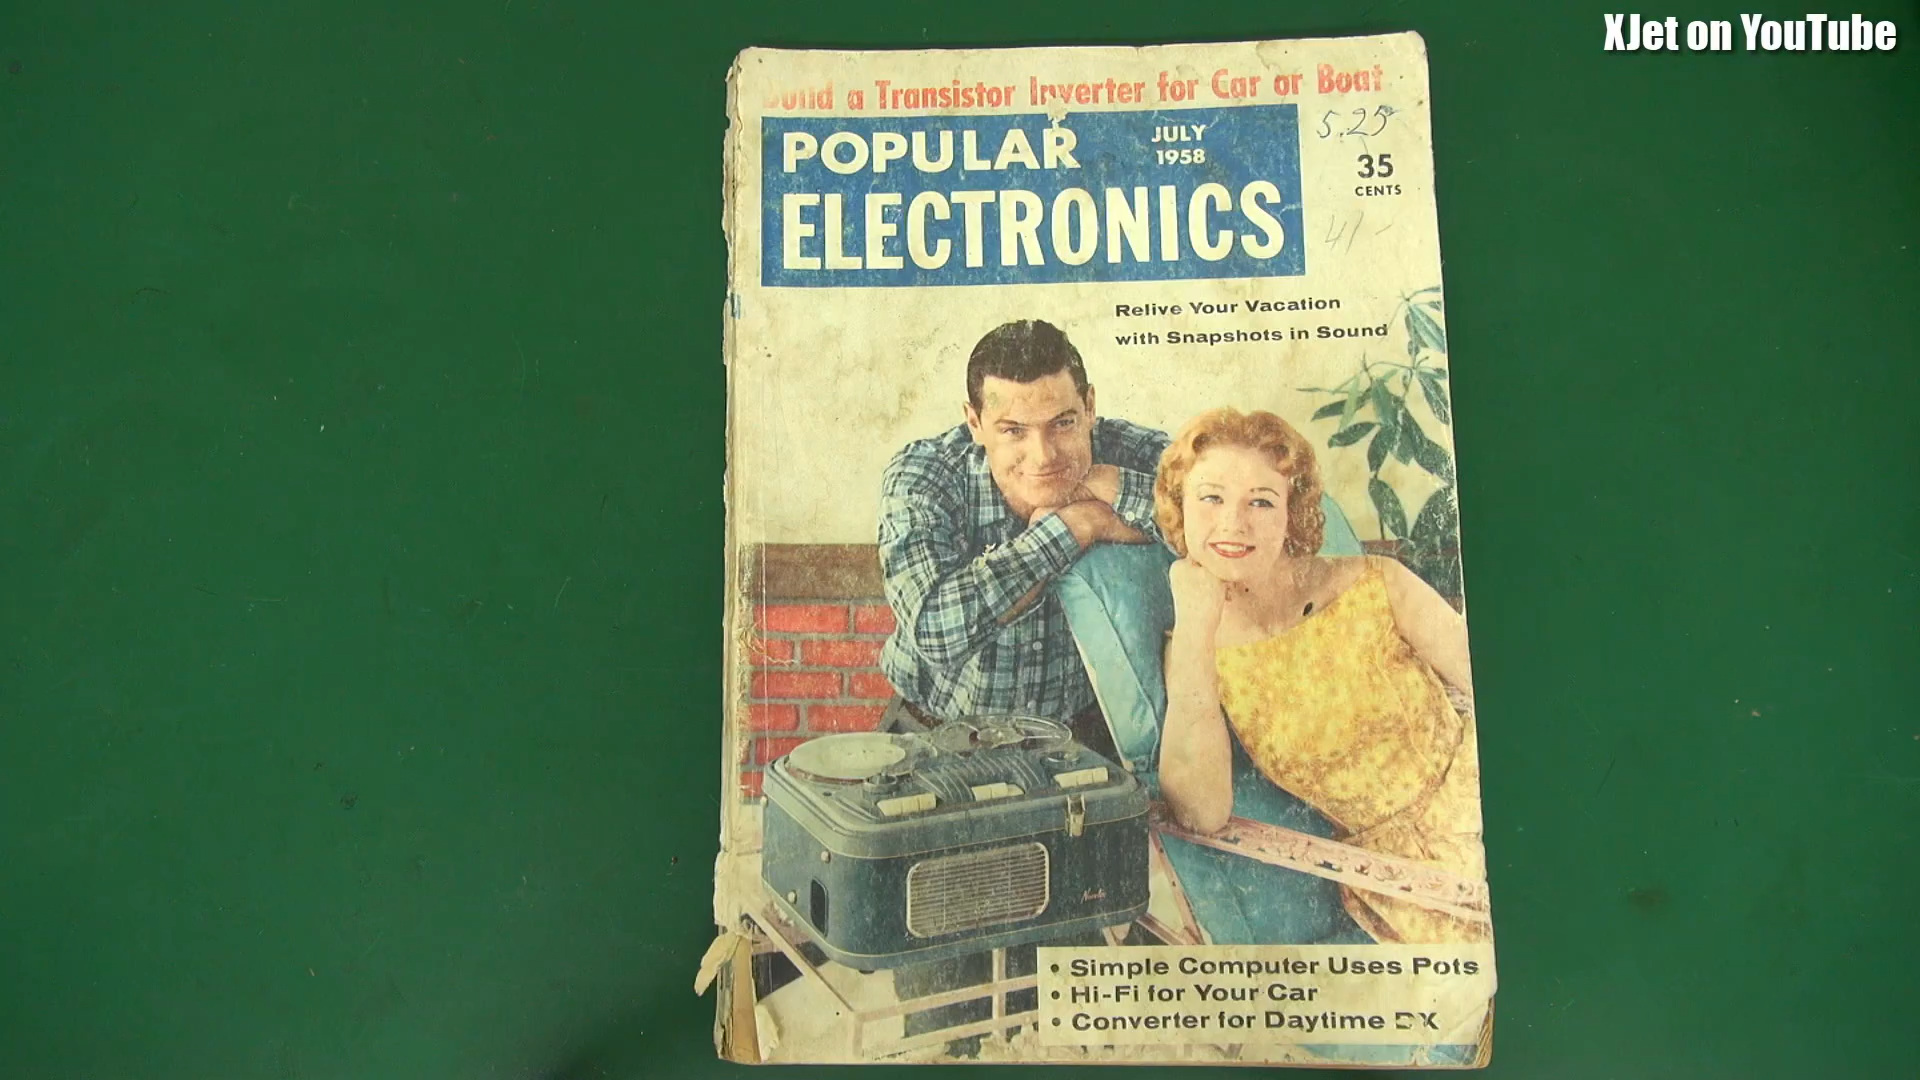 XJet on YouTube
Build a Transistor Inverter for Car or Boat
POPULAR
ELECTRONICS
JULY
1958
5.25
35
CENTS
Relive Your Vacation
with Snapshots in Sound
• Simple Computer Uses Pots
• Hi-Fi for Your Car
• Converter for Daytime DX